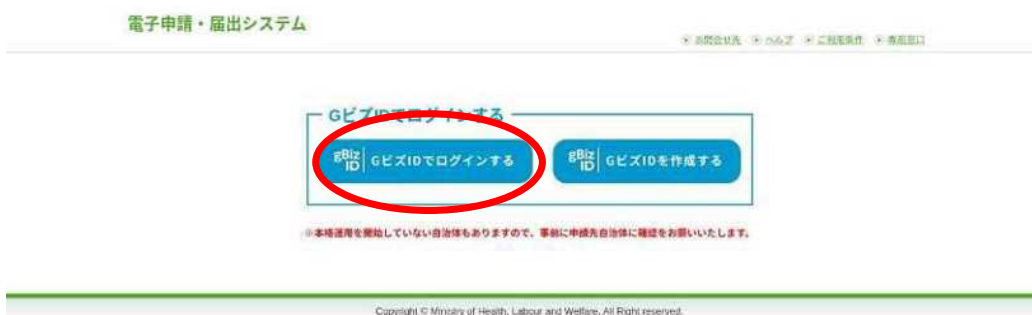 電子申請・届出システム
お問合せ先 ヘルプ ご利用条件 専用窓口
GビズIDでログインする
gBiz ID GビズIDでログインする
gBiz ID GビズIDを作成する
※本格運用を開始していない自治体もありますので、事前に申請先自治体に確認をお願いいたします。
Copyright © Ministry of Health, Labour and Welfare, All Right reserved.